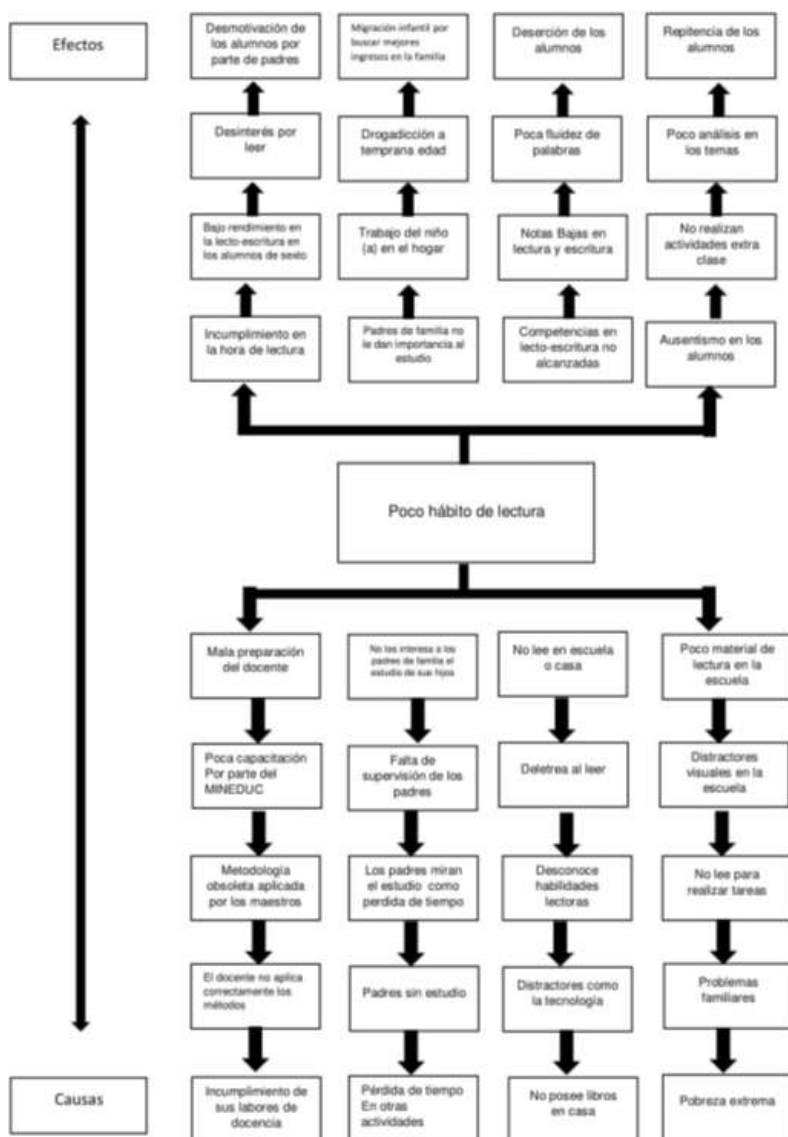 Efectos
Desmotivación de
los alumnos por
parte de padres
Migración infantil por
buscar mejores
ingresos en la familia
Deserción de los
alumnos
Repitencia de los
alumnos
Desinterés por
leer
Drogadicción a
temprana edad
Poca fluidez de
palabras
Poco análisis en
los temas
Bajo rendimiento en
la lecto-escritura en
los alumnos de sexto
Trabajo del niño
(a) en el hogar
Notas Bajas en
lectura y escritura
No realizan
actividades extra
clase
Incumplimiento en
la hora de lectura
Padres de familia no
le dan importancia al
estudio
Competencias en
lecto-escritura no
alcanzadas
Ausentismo en los
alumnos
Poco hábito de lectura
Mala preparación
del docente
No les interesa a los
padres de familia el
estudio de sus hijos
No lee en escuela
o casa
Poco material de
lectura en la
escuela
Poca capacitación
Por parte del
MINEDUC
Falta de
supervisión de los
padres
Deletrea al leer
Distractores
visuales en la
escuela
Metodología
obsoleta aplicada
por los maestros
Los padres miran
el estudio como
perdida de tiempo
Desconoce
habilidades
lectoras
No lee para
realizar tareas
El docente no aplica
correctamente los
métodos
Padres sin estudio
Distractores como
la tecnología
Problemas
familiares
Causas
Incumplimiento de
sus labores de
docencia
Pérdida de tiempo
En otras
actividades
No posee libros
en casa
Pobreza extrema